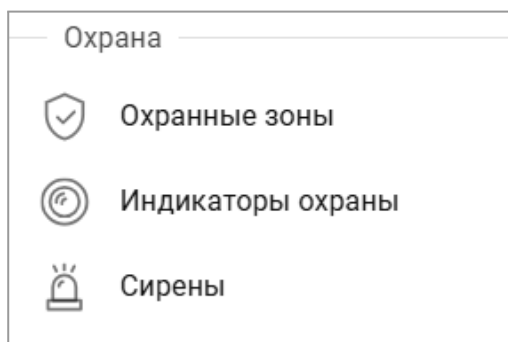 Охрана
Охранные зоны
Индикаторы охраны
Сирены